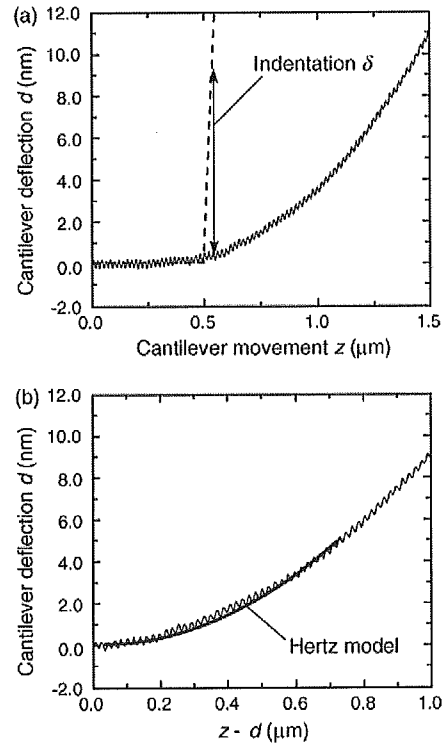 (a)
12.0
10.0
8.0
6.0
4.0
2.0
0.0
-2.0
Cantilever deflection d (nm)
Indentation δ
0.0 0.5 1.0 1.5
Cantilever movement z (μm)
(b)
12.0
10.0
8.0
6.0
4.0
2.0
0.0
-2.0
Cantilever deflection d (nm)
Hertz model
0.0 0.2 0.4 0.6 0.8 1.0
z - d (μm)